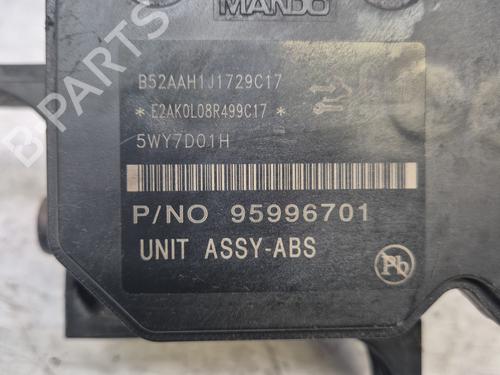 MANDO
B52AAH1J1729C17
*E2AK0L08R499C17*
5WY7D01H
P/NO 95996701
UNIT ASSY-ABS
Pb
B-Parts